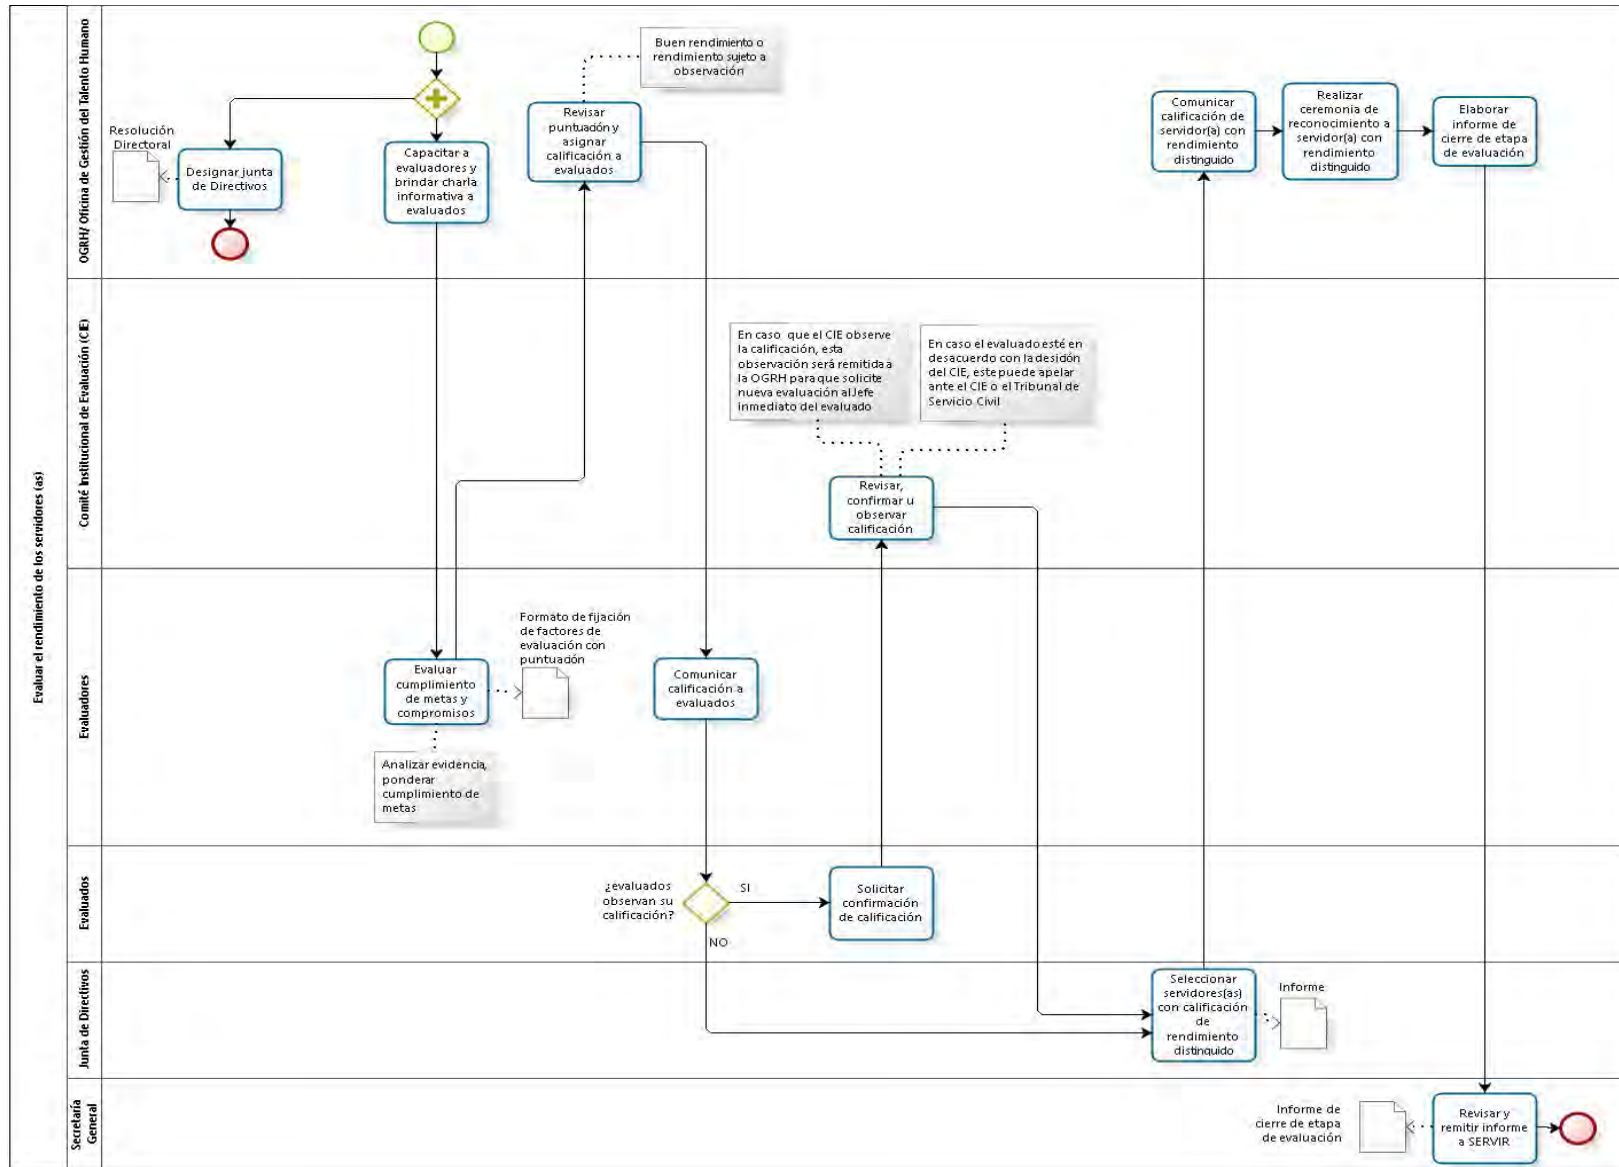 Evaluar el rendimiento de los servidores (as)
OGRH/ Oficina de Gestión del Talento Humano
Resolución
Directoral
Designar junta
de Directivos
Capacitar a
evaluadores y
brindar charla
informativa a
evaluados
Revisar
puntuación y
asignar
calificación a
evaluados
Buen rendimiento o
rendimiento sujeto a
observación
Comunicar
calificación de
servidor(a) con
rendimiento
distinguido
Realizar
ceremonia de
reconocimiento a
servidor(a) con
rendimiento
distinguido
Elaborar
informe de
cierre de etapa
de evaluación
Comité Institucional de Evaluación (CIE)
En caso que el CIE observe
la calificación, esta
observación será remitida a
la OGRH para que solicite
nueva evaluación al Jefe
inmediato del evaluado
En caso el evaluado esté en
desacuerdo con la desidón
del CIE, este puede apelar
ante el CIE o el Tribunal de
Servicio Civil
Revisar,
confirmar u
observar
calificación
Evaluadores
Evaluar
cumplimiento
de metas y
compromisos
Formato de fijación
de factores de
evaluación con
puntuación
Analizar evidencia,
ponderar
cumplimiento de
metas
Comunicar
calificación a
evaluados
Evaluados
¿evaluados
observan su
calificación?
SI
NO
Solicitar
confirmación
de calificación
Junta de Directivos
Seleccionar
servidores(as)
con calificación
de
rendimiento
distinquido
Informe
Secretaría
General
Informe de
cierre de etapa
de evaluación
Revisar y
remitir informe
a SERVIR